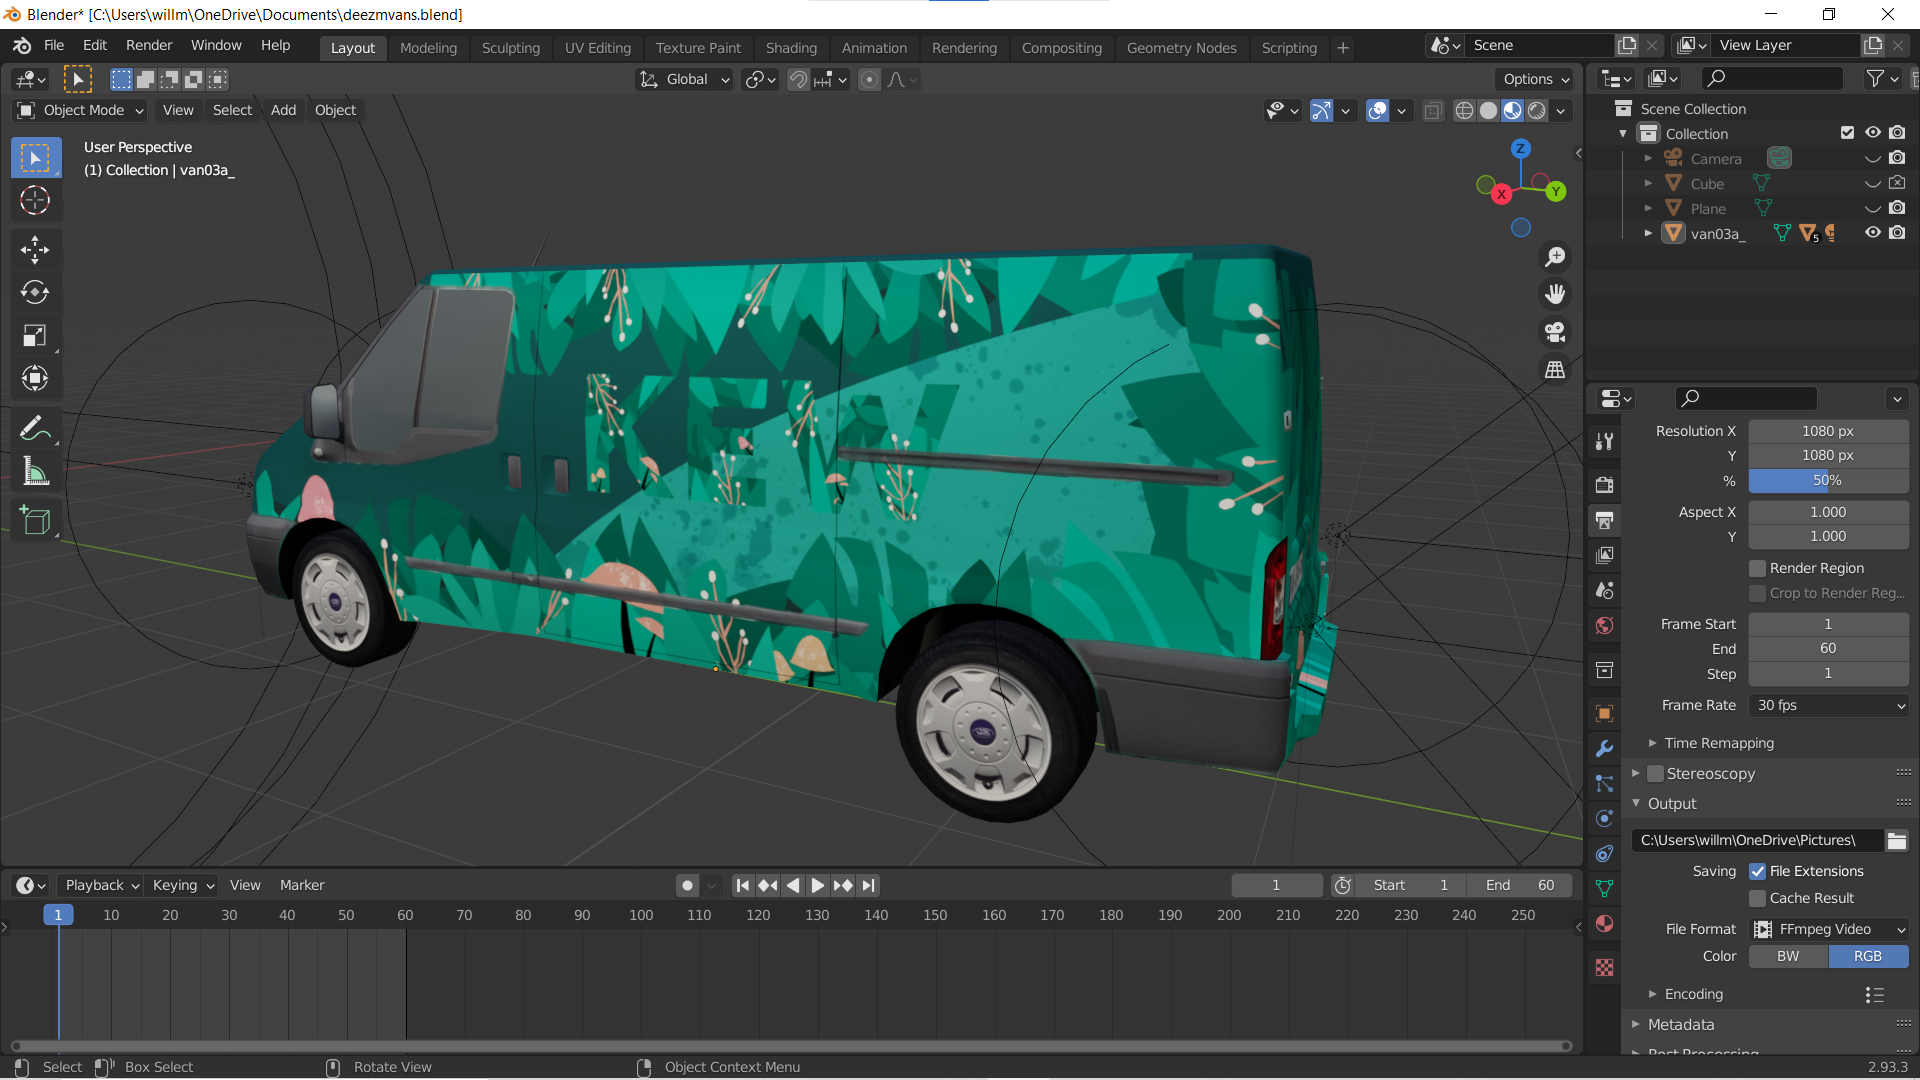 Blender* [C:\Users\willm\OneDrive\Documents\deezmvans.blend]
File Edit Render Window Help
Layout Modeling Sculpting UV Editing Texture Paint Shading Animation Rendering Compositing Geometry Nodes Scripting +
Scene
View Layer
Global
Options
Object Mode View Select Add Object
User Perspective
(1) Collection | van03a_
Z
X
Y
KEW
Scene Collection
Collection
Camera
Cube
Plane
van03a_ 5
Resolution X 1080 px
Y 1080 px
% 50%
Aspect X 1.000
Y 1.000
Render Region
Crop to Render Reg...
Frame Start 1
End 60
Step 1
Frame Rate 30 fps
Time Remapping
Stereoscopy
Output
C:\Users\willm\OneDrive\Pictures\
Saving File Extensions
Cache Result
File Format FFmpeg Video
Color BW RGB
Encoding
Metadata
Post Processing
Playback Keying View Marker
1 Start 1 End 60
1 10 20 30 40 50 60 70 80 90 100 110 120 130 140 150 160 170 180 190 200 210 220 230 240 250
Select Box Select Rotate View Object Context Menu 2.93.3